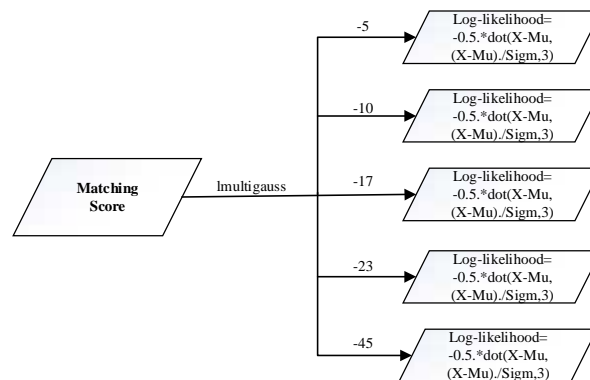 -5
Log-likelihood=
-0.5.*dot(X-Mu,
(X-Mu)./Sigm,3)
-10
Log-likelihood=
-0.5.*dot(X-Mu,
(X-Mu)./Sigm,3)
Matching
Score
lmultigauss
-17
Log-likelihood=
-0.5.*dot(X-Mu,
(X-Mu)./Sigm,3)
-23
Log-likelihood=
-0.5.*dot(X-Mu,
(X-Mu)./Sigm,3)
-45
Log-likelihood=
-0.5.*dot(X-Mu,
(X-Mu)./Sigm,3)